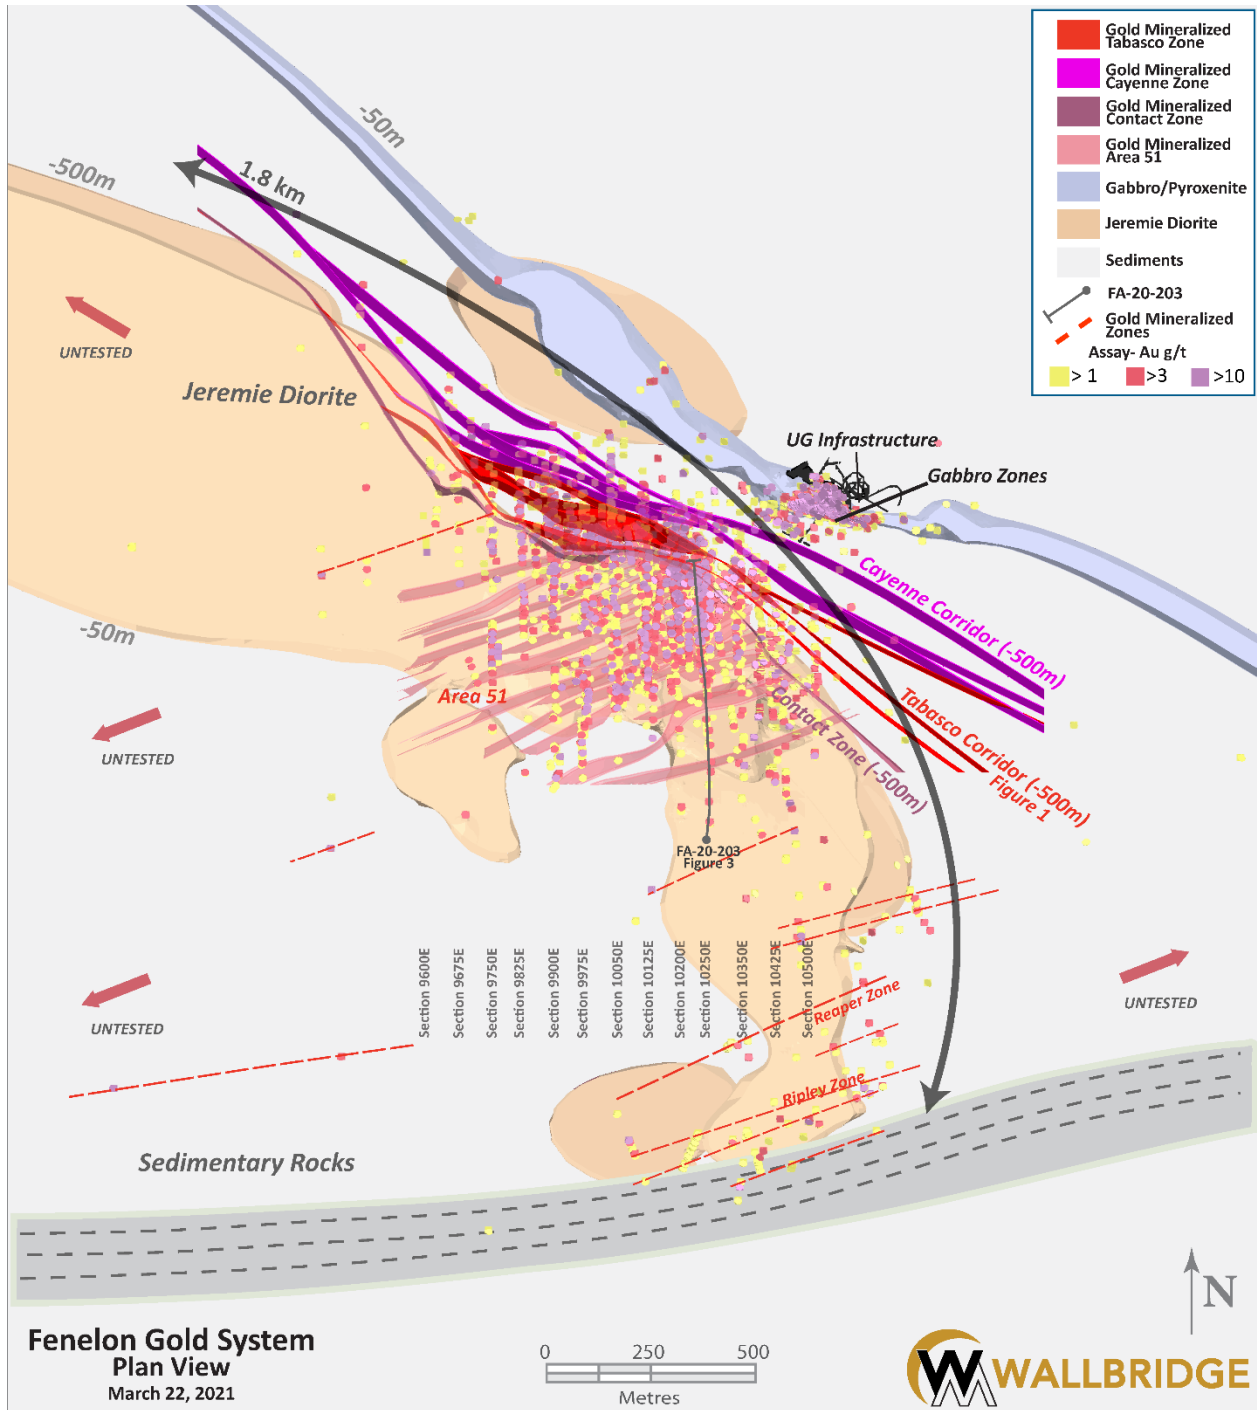 Gold Mineralized
Tabasco Zone
Gold Mineralized
Cayenne Zone
Gold Mineralized
Contact Zone
Gold Mineralized
Area 51
Gabbro/Pyroxenite
Jeremie Diorite
Sediments
FA-20-203
Gold Mineralized
Zones
Assay- Au g/t
> 1
>3
>10
-50m
-500m
1.8 km
UNTESTED
Jeremie Diorite
UG Infrastructure
Gabbro Zones
Cayenne Corridor (-500m)
-50m
Area 51
Contact Zone (-500m)
Tabasco Corridor (-500m)
Figure 1
UNTESTED
FA-20-203
Figure 3
Section 9600E
Section 9675E
Section 9750E
Section 9825E
Section 9900E
Section 9975E
Section 10050E
Section 10125E
Section 10200E
Section 10250E
Section 10350E
Section 10425E
Section 10500E
Reaper Zone
UNTESTED
UNTESTED
Ripley Zone
Sedimentary Rocks
N
Fenelon Gold System
Plan View
March 22, 2021
0 250 500
Metres
WALLBRIDGE